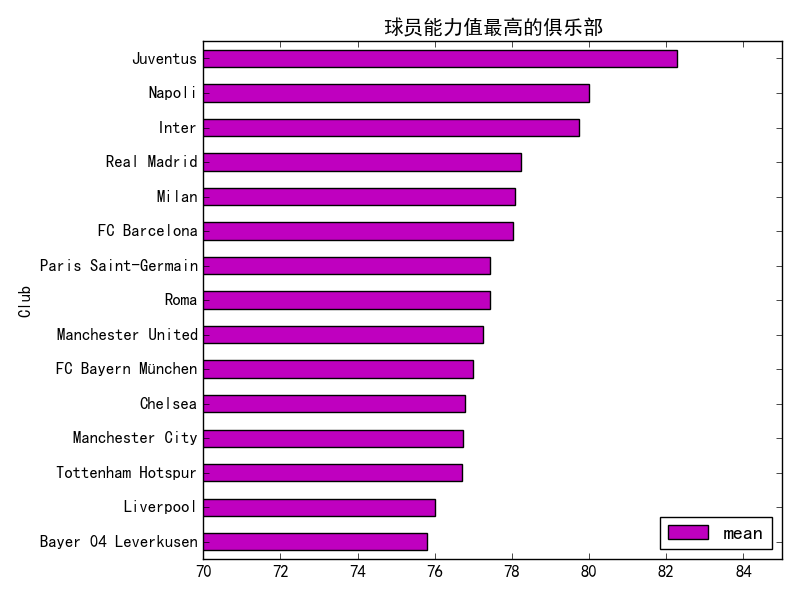 球员能力值最高的俱乐部
Juventus
Napoli
Inter
Real Madrid
Milan
FC Barcelona
Paris Saint-Germain
Roma
Manchester United
FC Bayern München
Chelsea
Manchester City
Tottenham Hotspur
Liverpool
Bayer 04 Leverkusen
Club
mean
70 72 74 76 78 80 82 84